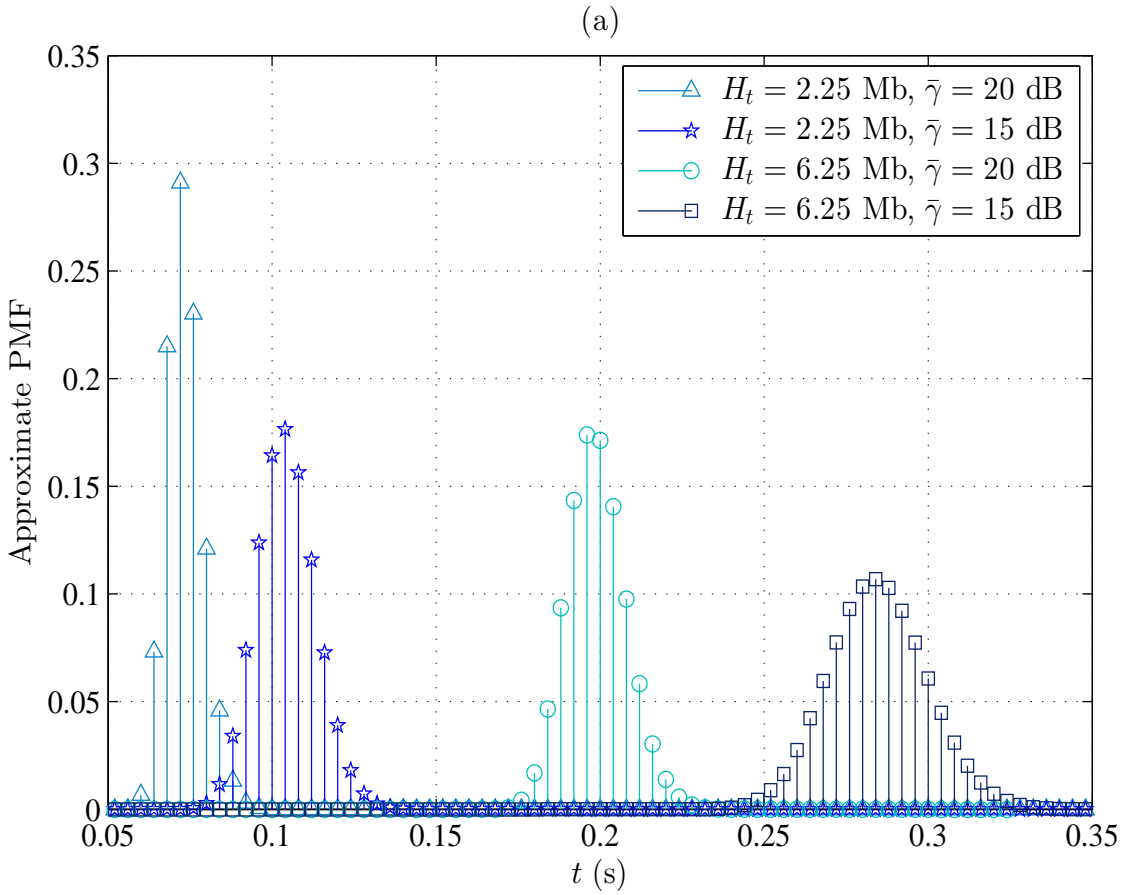 (a)
0.35
0.3
0.25
0.2
0.15
0.1
0.05
0
Approximate PMF
H_t = 2.25 Mb, γ̄ = 20 dB
H_t = 2.25 Mb, γ̄ = 15 dB
H_t = 6.25 Mb, γ̄ = 20 dB
H_t = 6.25 Mb, γ̄ = 15 dB
0.05 0.1 0.15 0.2 0.25 0.3 0.35
t (s)